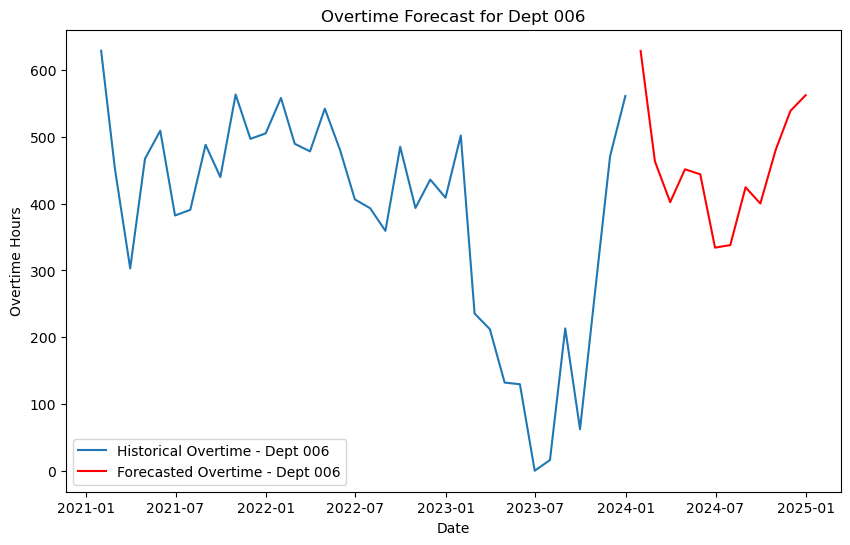 Overtime Forecast for Dept 006
Overtime Hours
600
500
400
300
200
100
0
Historical Overtime - Dept 006
Forecasted Overtime - Dept 006
2021-01 2021-07 2022-01 2022-07 2023-01 2023-07 2024-01 2024-07 2025-01
Date